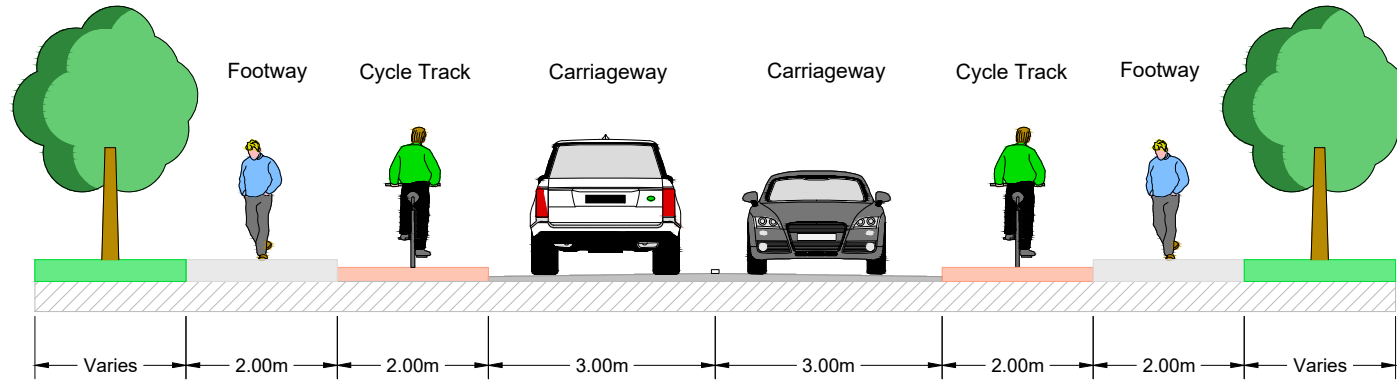 Footway Cycle Track Carriageway Carriageway Cycle Track Footway
Varies 2.00m 2.00m 3.00m 3.00m 2.00m 2.00m Varies